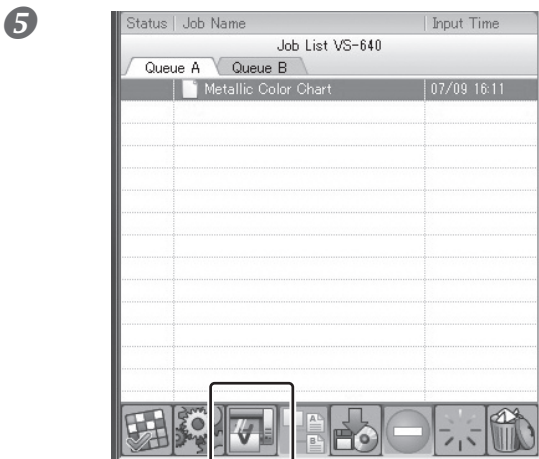 5
Status Job Name Input Time
Job List VS-640
Queue A Queue B
Metallic Color Chart 07/09 16:11
V
A
B